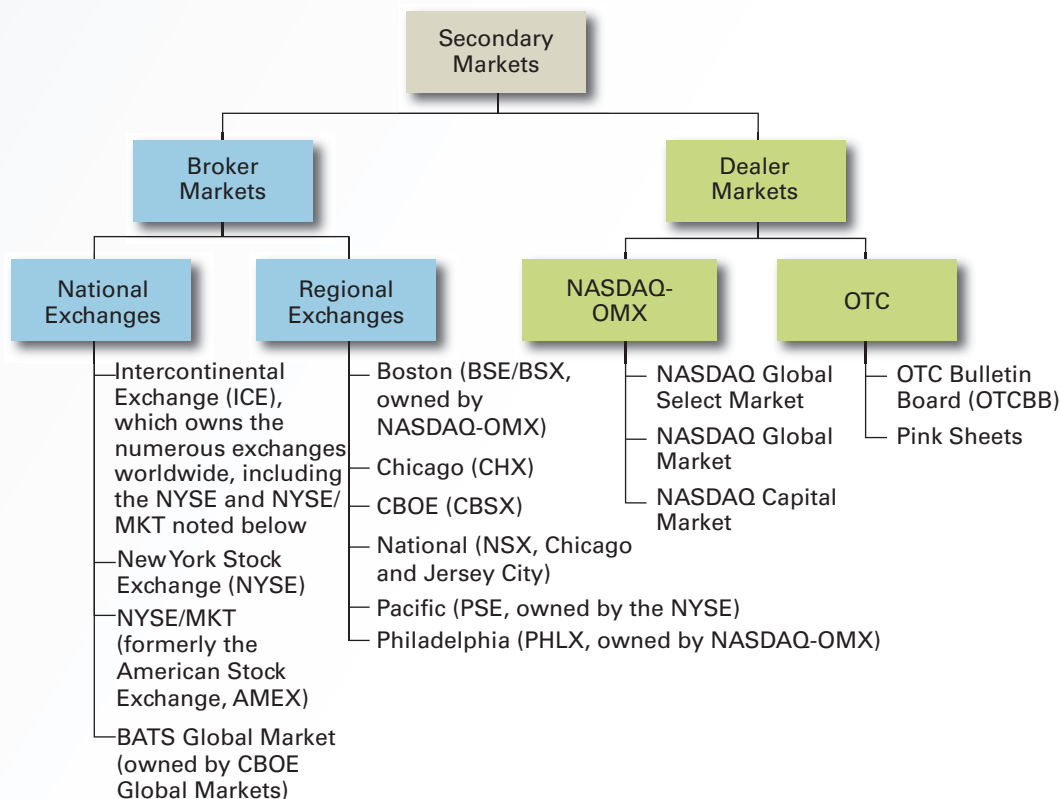 Secondary
Markets
Broker
Markets
Dealer
Markets
National
Exchanges
Regional
Exchanges
NASDAQ-
OMX
OTC
Intercontinental
Exchange (ICE),
which owns the
numerous exchanges
worldwide, including
the NYSE and NYSE/
MKT noted below
New York Stock
Exchange (NYSE)
NYSE/MKT
(formerly the
American Stock
Exchange, AMEX)
BATS Global Market
(owned by CBOE
Global Markets)
Boston (BSE/BSX,
owned by
NASDAQ-OMX)
Chicago (CHX)
CBOE (CBSX)
National (NSX, Chicago
and Jersey City)
Pacific (PSE, owned by the NYSE)
Philadelphia (PHLX, owned by NASDAQ-OMX)
NASDAQ Global
Select Market
NASDAQ Global
Market
NASDAQ Capital
Market
OTC Bulletin
Board (OTCBB)
Pink Sheets